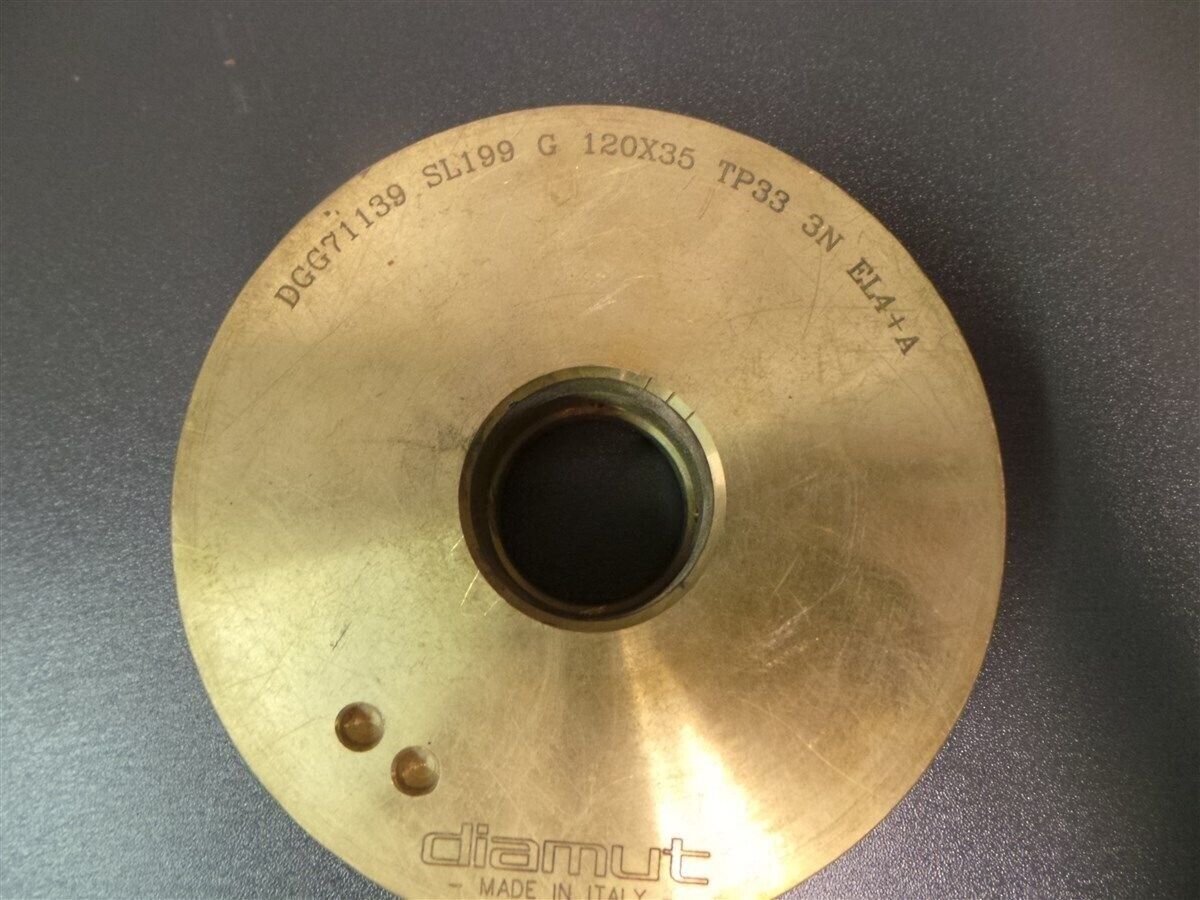 DGG71139 SL199 G 120X35 TP33 3N EL4+A
diamut
- MADE IN ITALY -